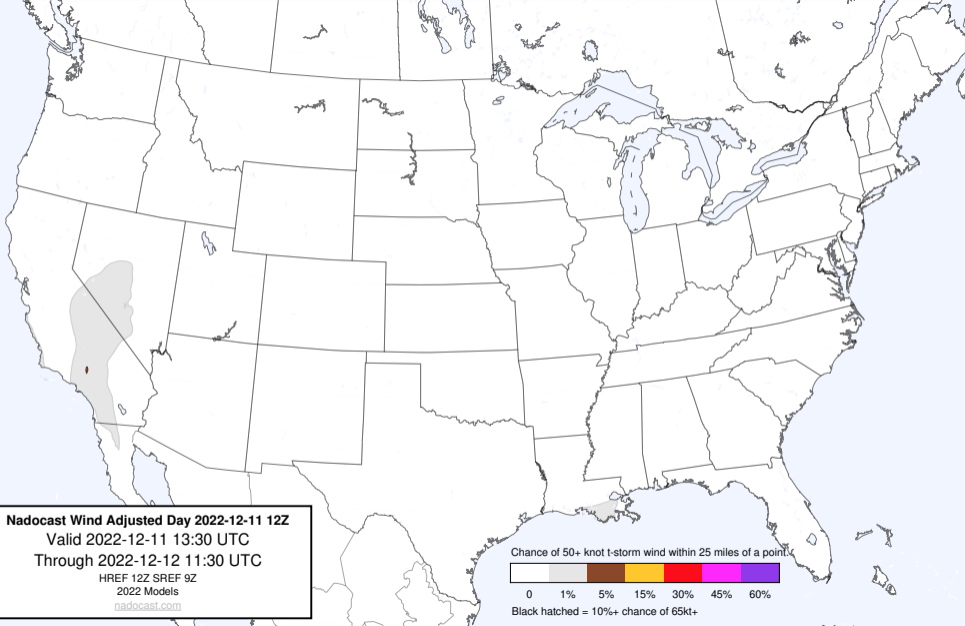 Nadocast Wind Adjusted Day 2022-12-11 12Z
Valid 2022-12-11 13:30 UTC
Through 2022-12-12 11:30 UTC
HREF 12Z SREF 9Z
2022 Models
nadocast.com
Chance of 50+ knot t-storm wind within 25 miles of a point.
0 1% 5% 15% 30% 45% 60%
Black hatched = 10%+ chance of 65kt+